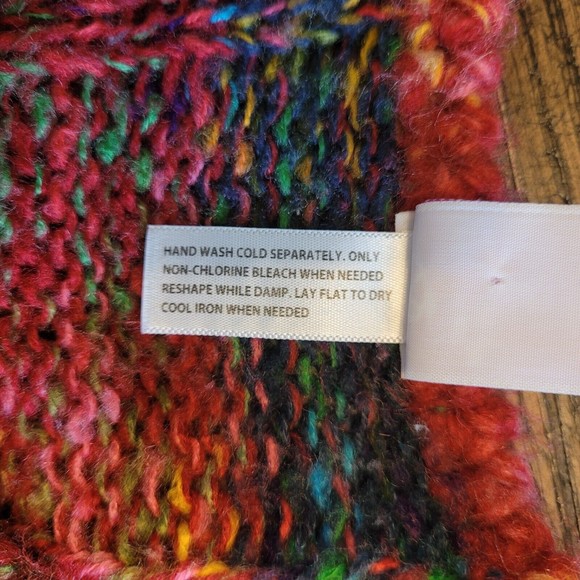 HAND WASH COLD SEPARATELY. ONLY
NON-CHLORINE BLEACH WHEN NEEDED
RESHAPE WHILE DAMP. LAY FLAT TO DRY
COOL IRON WHEN NEEDED